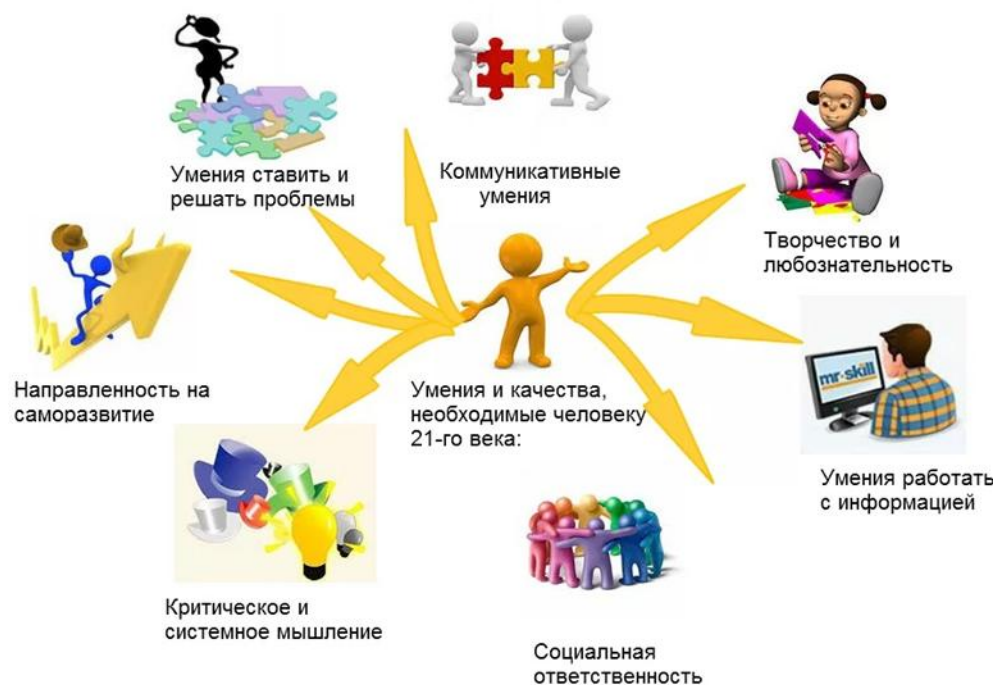 Умения ставить и
решать проблемы
Коммуникативные
умения
Творчество и
любознательность
Направленность на
саморазвитие
Умения и качества,
необходимые человеку
21-го века:
mr-skill
Умения работать
с информацией
Критическое и
системное мышление
Социальная
ответственность